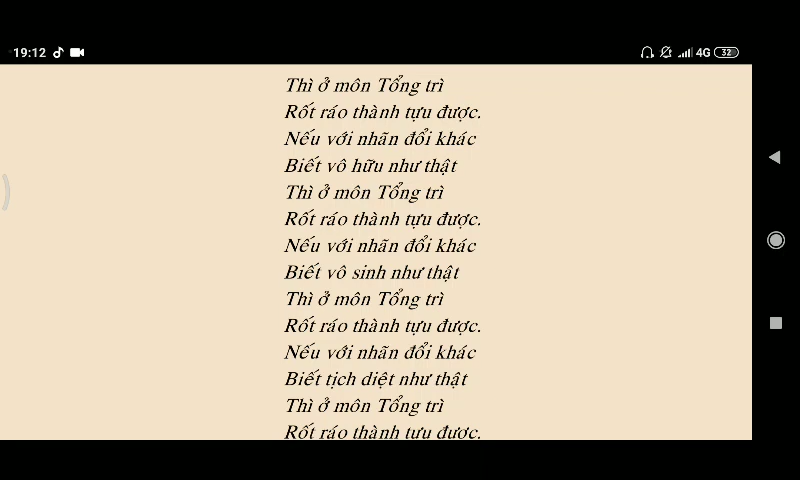 19:12
4G 32
Thì ở môn Tổng trì
Rốt ráo thành tựu được.
Nếu với nhãn đổi khác
Biết vô hữu như thật
Thì ở môn Tổng trì
Rốt ráo thành tựu được.
Nếu với nhãn đổi khác
Biết vô sinh như thật
Thì ở môn Tổng trì
Rốt ráo thành tựu được.
Nếu với nhãn đổi khác
Biết tịch diệt như thật
Thì ở môn Tổng trì
Rốt ráo thành tựu được.